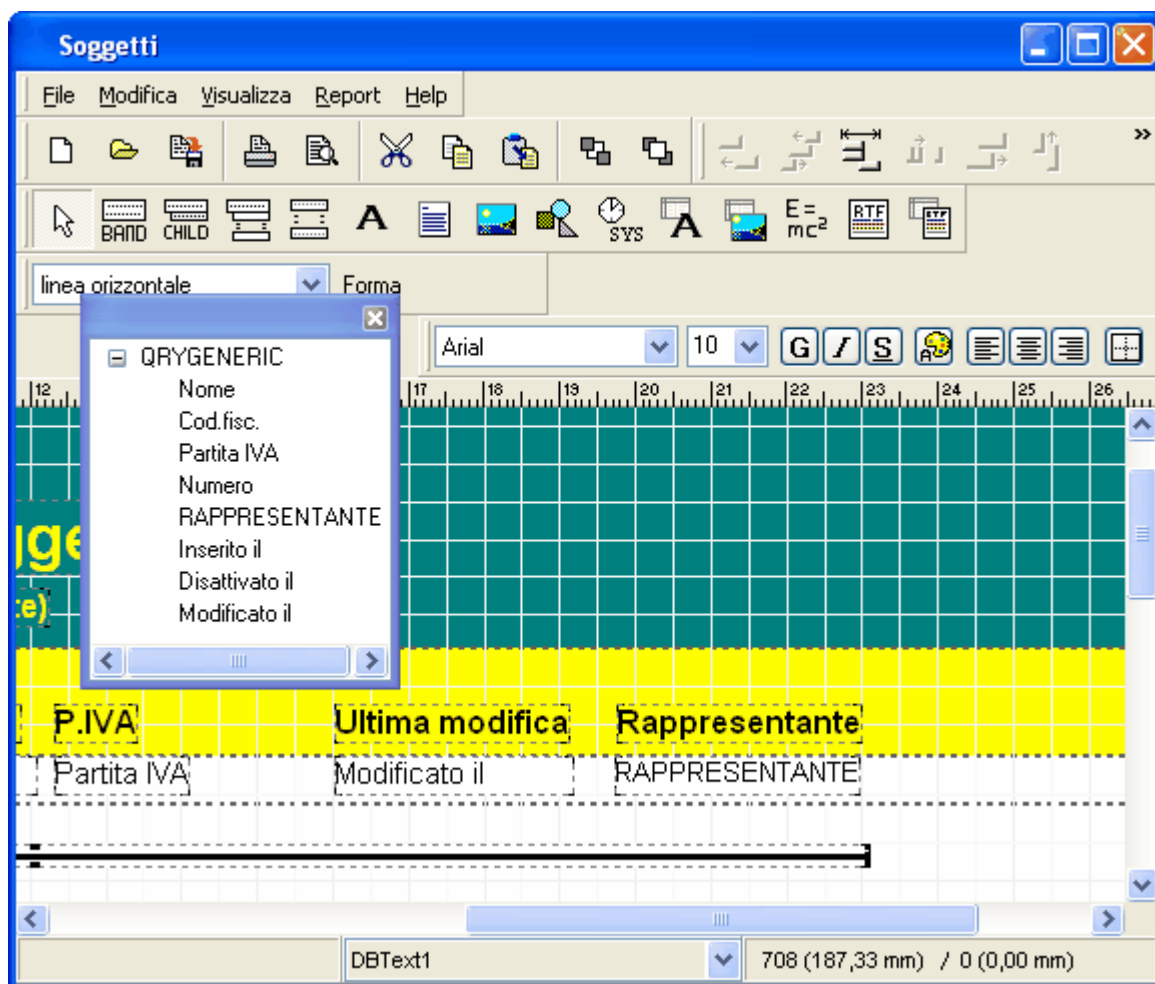 Soggetti
File Modifica Visualizza Report Help
BAND CHILD A SYS A E= mc² RTF RTF
linea orizzontale Forma
Arial 10 G I S A
12 17 18 19 20 21 22 23 24 25 26
QRYGENERIC
Nome
Cod.fisc.
Partita IVA
Numero
RAPPRESENTANTE
Inserito il
Disattivato il
Modificato il
gge
te)
P.IVA Ultima modifica Rappresentante
Partita IVA Modificato il RAPPRESENTANTE
DBText1 708 (187,33 mm) / 0 (0,00 mm)